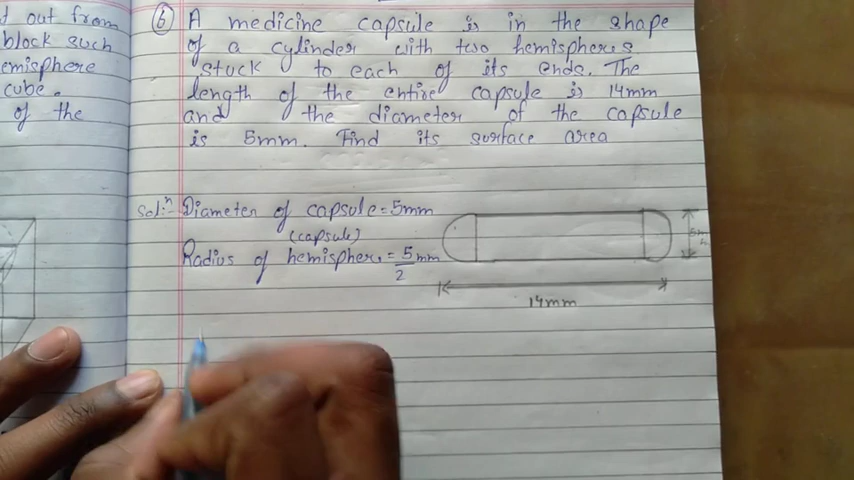 d out from
block such
emisphere
cube.
of the
6 A medicine capsule is in the shape
of a cylinder with two hemispheres
stuck to each of its ends. The
length of the entire capsule is 14mm
and the diameter of the capsule
is 5mm. Find its surface area
Solⁿ:- Diameter of capsule = 5mm
(capsule)
Radius of hemisphere = 5/2 mm
14mm